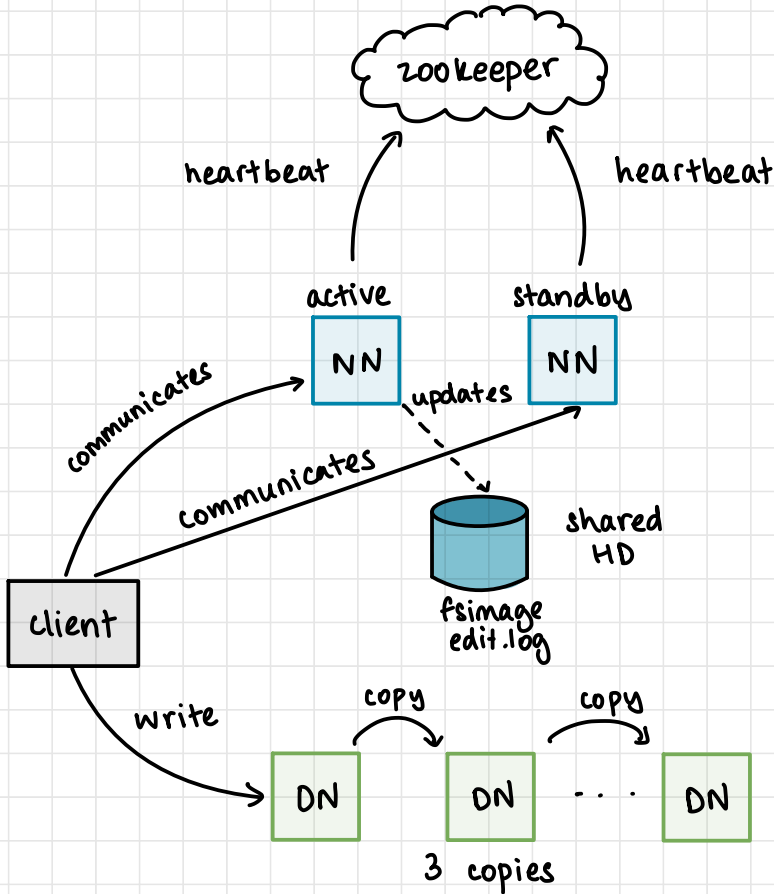 zookeeper
heartbeat
heartbeat
active
standby
NN
NN
communicates
updates
communicates
shared
HD
client
fsimage
edit.log
write
copy
copy
DN
DN
. . .
DN
3 copies